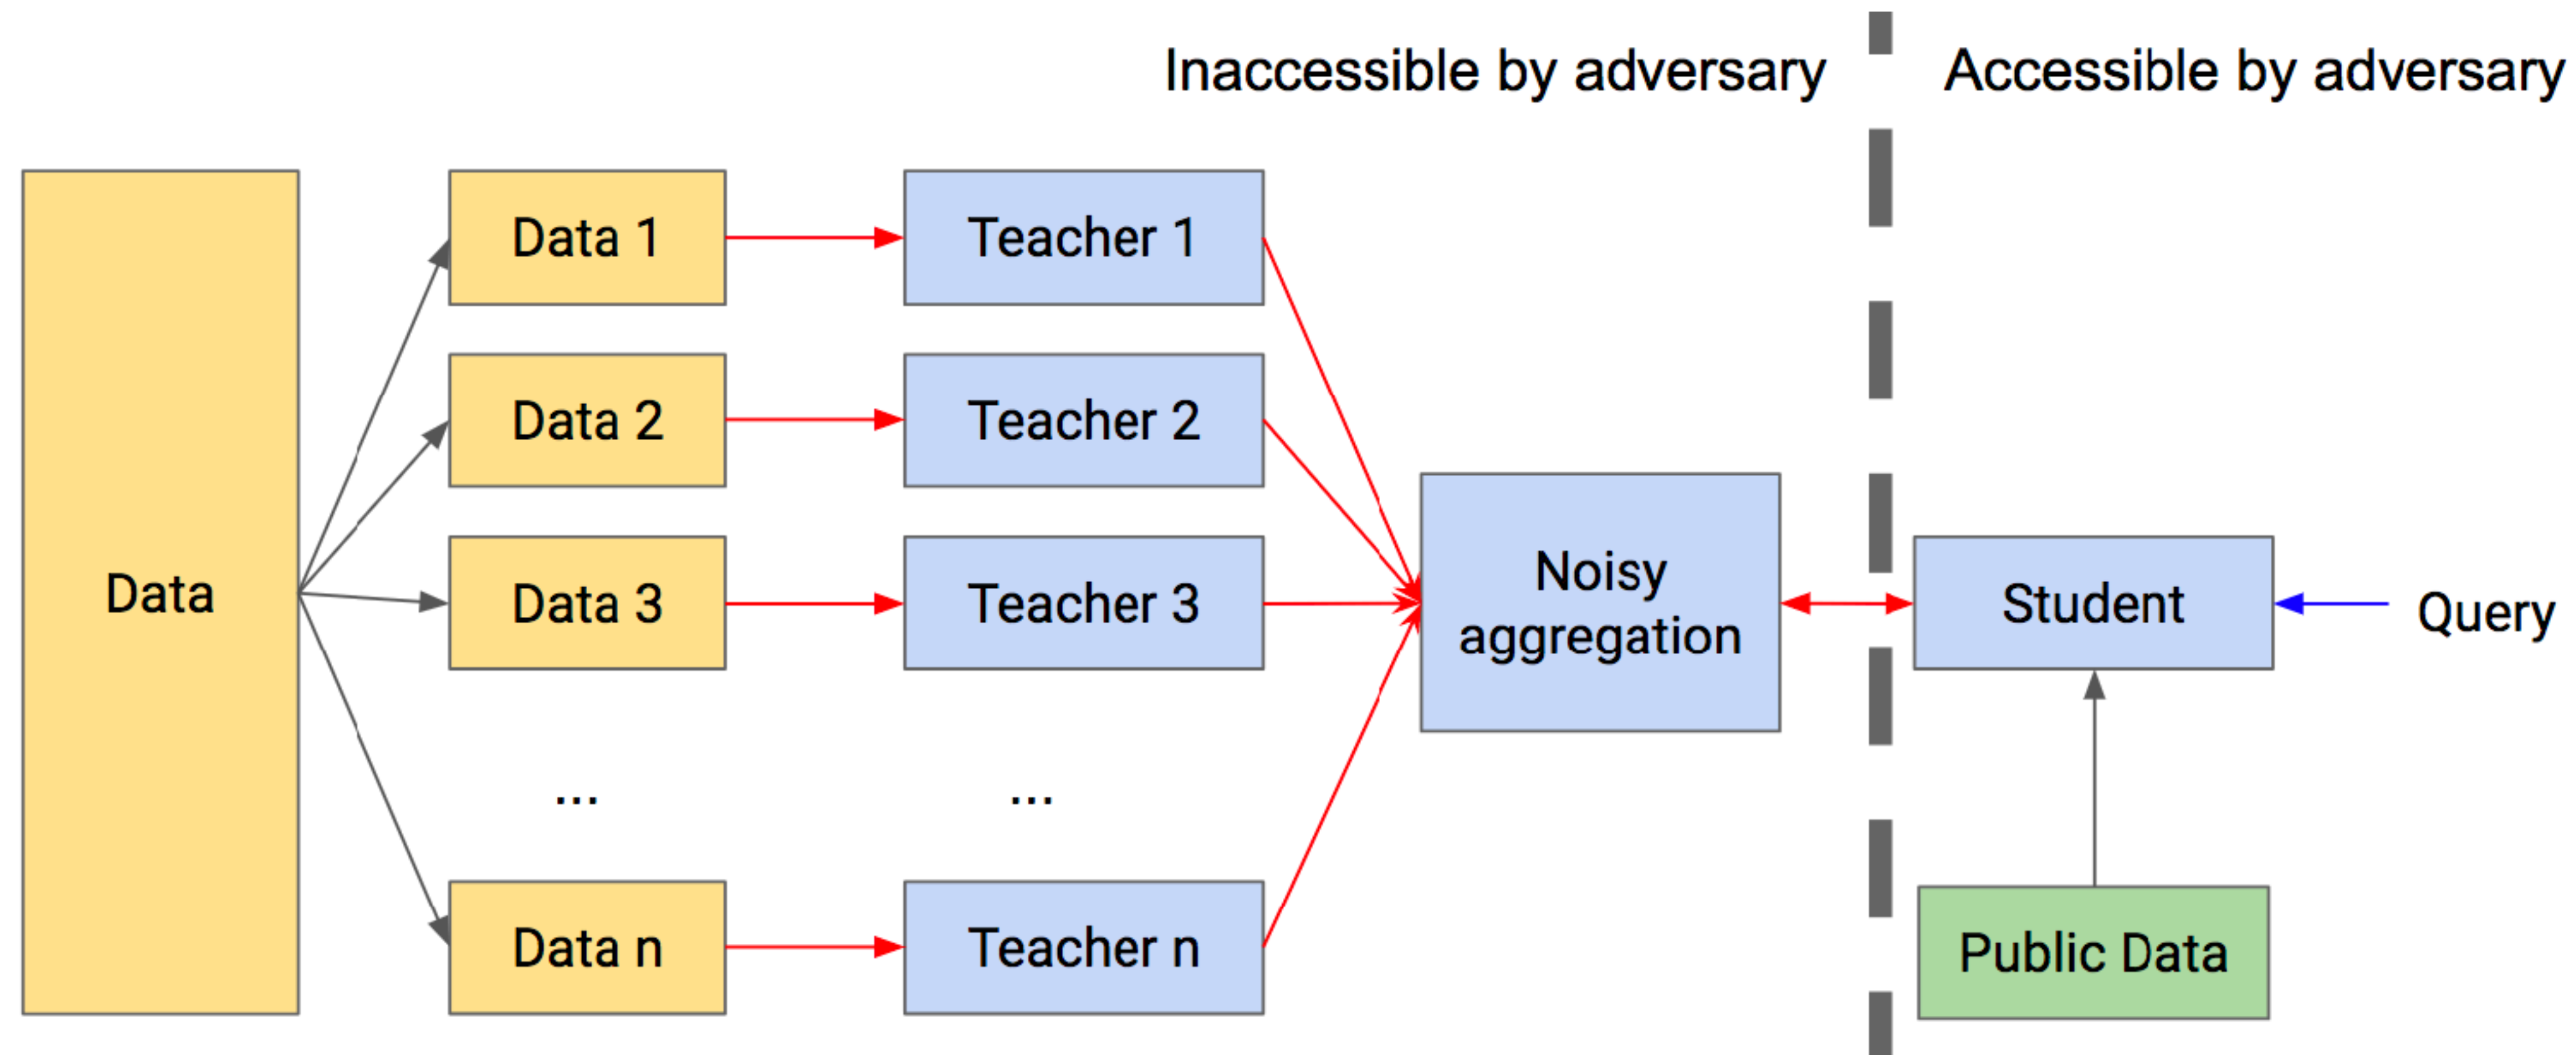 Inaccessible by adversary
Accessible by adversary
Data
Data 1
Teacher 1
Data 2
Teacher 2
Data 3
Teacher 3
...
...
Data n
Teacher n
Noisy
aggregation
Student
Query
Public Data